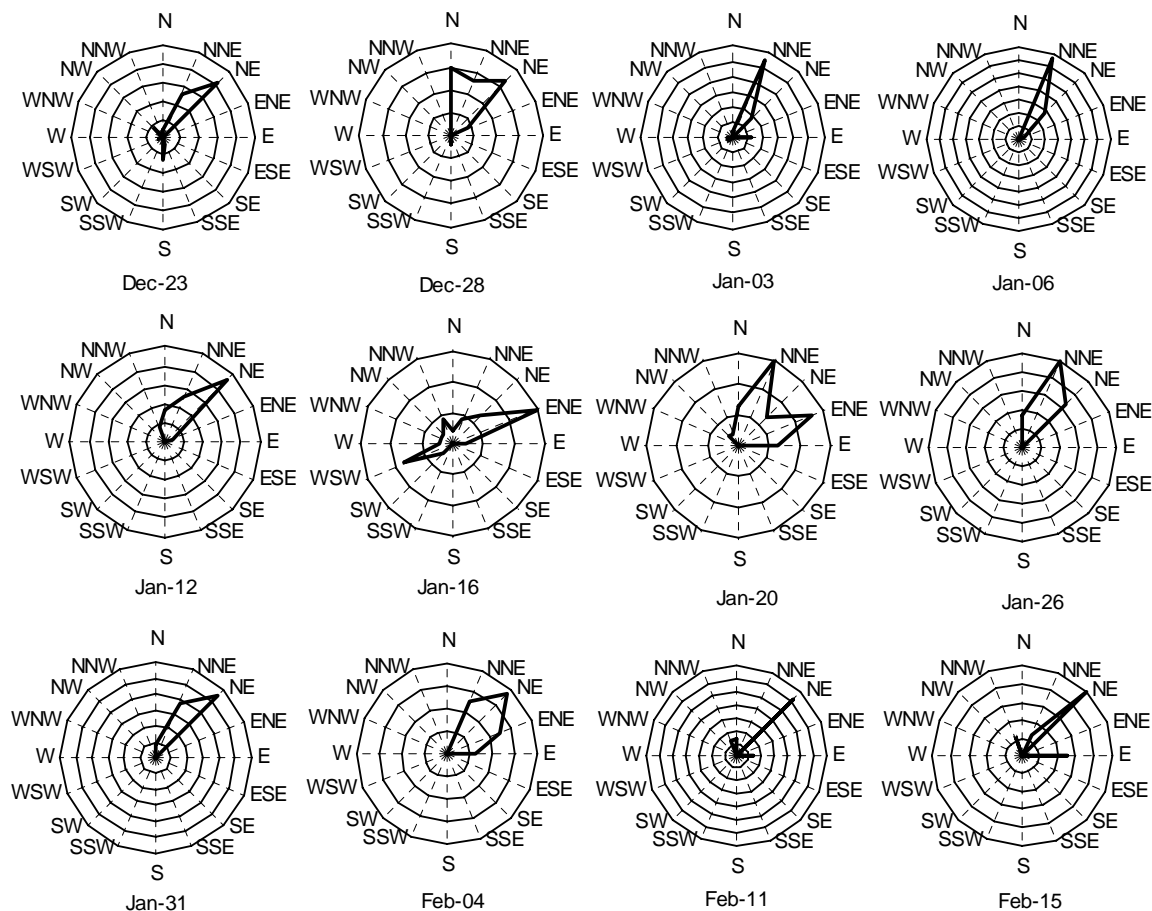 N
NNW NNE
NW NE
WNW ENE
W E
WSW ESE
SW SE
SSW SSE
S
Dec-23
N
NNW NNE
NW NE
WNW ENE
W E
WSW ESE
SW SE
SSW SSE
S
Dec-28
N
NNW NNE
NW NE
WNW ENE
W E
WSW ESE
SW SE
SSW SSE
S
Jan-03
N
NNW NNE
NW NE
WNW ENE
W E
WSW ESE
SW SE
SSW SSE
S
Jan-06
N
NNW NNE
NW NE
WNW ENE
W E
WSW ESE
SW SE
SSW SSE
S
Jan-12
N
NNW NNE
NW NE
WNW ENE
W E
WSW ESE
SW SE
SSW SSE
S
Jan-16
N
NNW NNE
NW NE
WNW ENE
W E
WSW ESE
SW SE
SSW SSE
S
Jan-20
N
NNW NNE
NW NE
WNW ENE
W E
WSW ESE
SW SE
SSW SSE
S
Jan-26
N
NNW NNE
NW NE
WNW ENE
W E
WSW ESE
SW SE
SSW SSE
S
Jan-31
N
NNW NNE
NW NE
WNW ENE
W E
WSW ESE
SW SE
SSW SSE
S
Feb-04
N
NNW NNE
NW NE
WNW ENE
W E
WSW ESE
SW SE
SSW SSE
S
Feb-11
N
NNW NNE
NW NE
WNW ENE
W E
WSW ESE
SW SE
SSW SSE
S
Feb-15